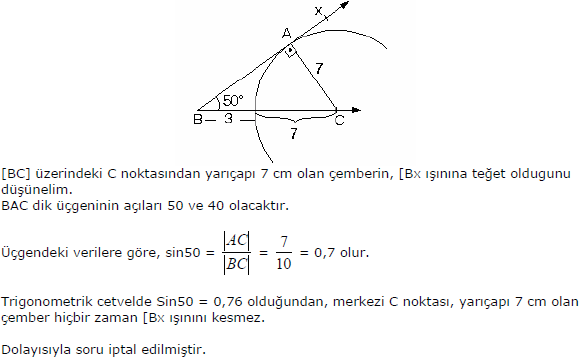 x
A
7
50°
B
3
C
7
[BC] üzerindeki C noktasından yarıçapı 7 cm olan çemberin, [Bx ışınına teğet oldugunu
düşünelim.
BAC dik üçgeninin açıları 50 ve 40 olacaktır.
Üçgendeki verilere göre, sin50 = |AC| / |BC| = 7 / 10 = 0,7 olur.
Trigonometrik cetvelde Sin50 = 0,76 olduğundan, merkezi C noktası, yarıçapı 7 cm olan
çember hiçbir zaman [Bx ışınını kesmez.
Dolayısıyla soru iptal edilmiştir.